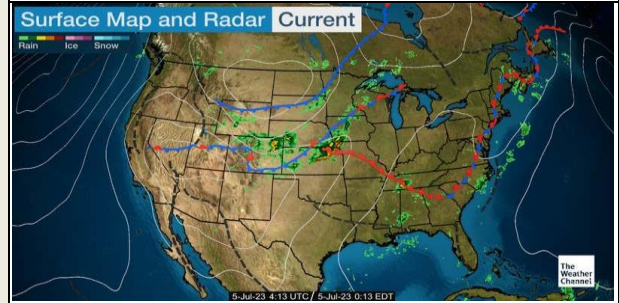 Surface Map and Radar Current
Rain Ice Snow
The
Weather
Channel
5-Jul-23 4:13 UTC / 5-Jul-23 0:13 EDT